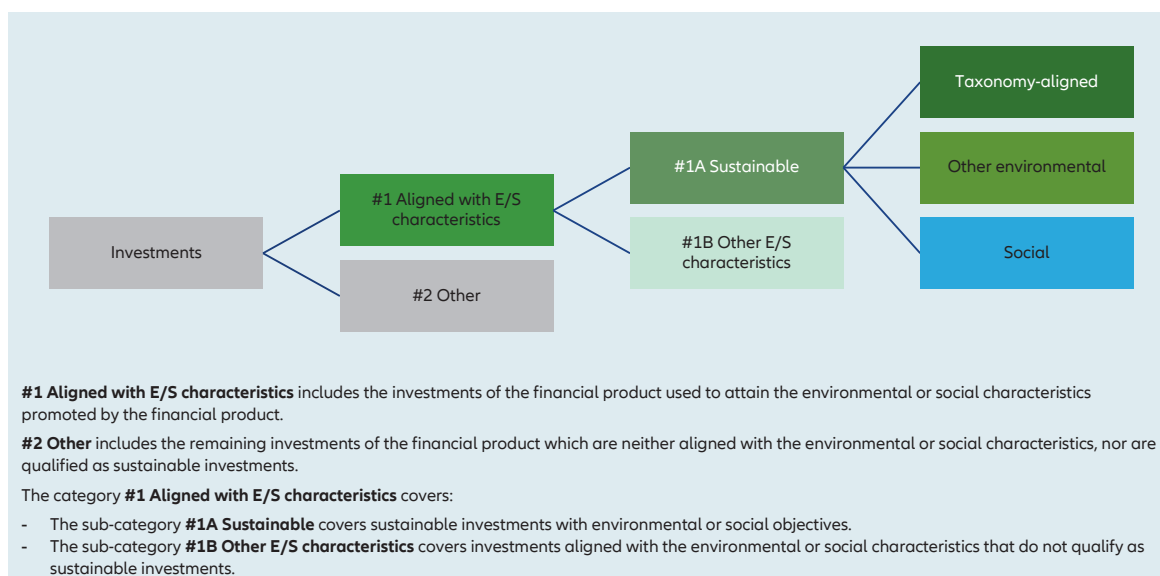 Taxonomy-aligned
#1A Sustainable
Other environmental
#1 Aligned with E/S
characteristics
Investments
#1B Other E/S
characteristics
Social
#2 Other
#1 Aligned with E/S characteristics includes the investments of the financial product used to attain the environmental or social characteristics
promoted by the financial product.
#2 Other includes the remaining investments of the financial product which are neither aligned with the environmental or social characteristics, nor are
qualified as sustainable investments.
The category #1 Aligned with E/S characteristics covers:
- The sub-category #1A Sustainable covers sustainable investments with environmental or social objectives.
- The sub-category #1B Other E/S characteristics covers investments aligned with the environmental or social characteristics that do not qualify as
sustainable investments.